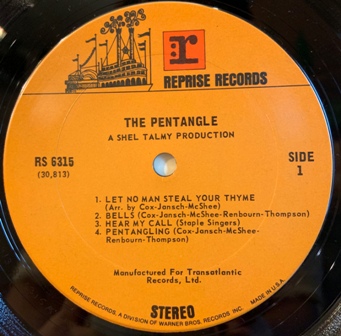 r:
REPRISE RECORDS
THE PENTANGLE
A SHEL TALMY PRODUCTION
RS 6315
(30,813)
SIDE
1
1. LET NO MAN STEAL YOUR THYME
(Arr. by Cox-Jansch-McShee)
2. BELLS (Cox-Jansch-McShee-Renbourn-Thompson)
3. HEAR MY CALL (Staple Singers)
4. PENTANGLING (Cox-Jansch-McShee-
Renbourn-Thompson)
Manufactured For Transatlantic
Records, Ltd.
STEREO
REPRISE RECORDS, A DIVISION OF WARNER BROS. RECORDS INC. MADE IN U.S.A.